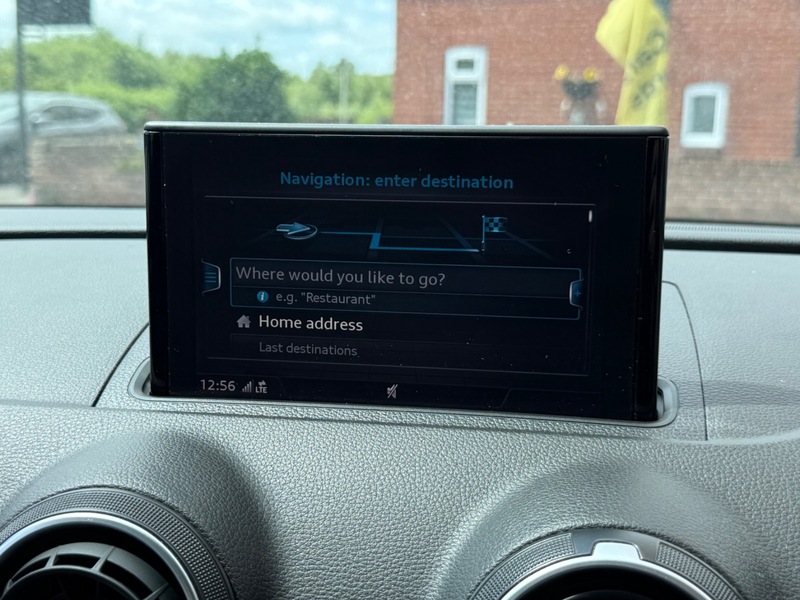 Navigation: enter destination
Where would you like to go?
e.g. "Restaurant"
Home address
Last destinations
12:56 LTE